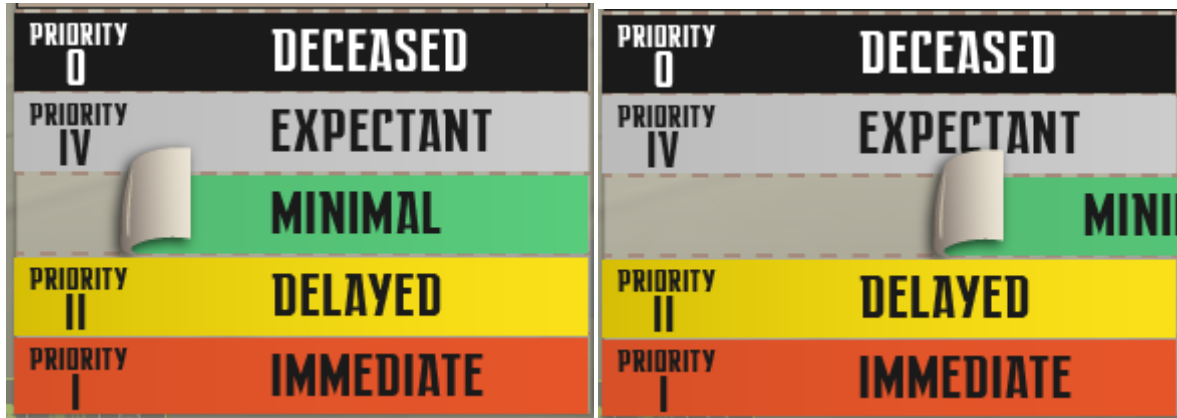 PRIORITY
0
DECEASED
PRIORITY
IV
EXPECTANT
MINIMAL
PRIORITY
II
DELAYED
PRIORITY
I
IMMEDIATE
PRIORITY
0
DECEASED
PRIORITY
IV
EXPECTANT
MINI
PRIORITY
II
DELAYED
PRIORITY
I
IMMEDIATE